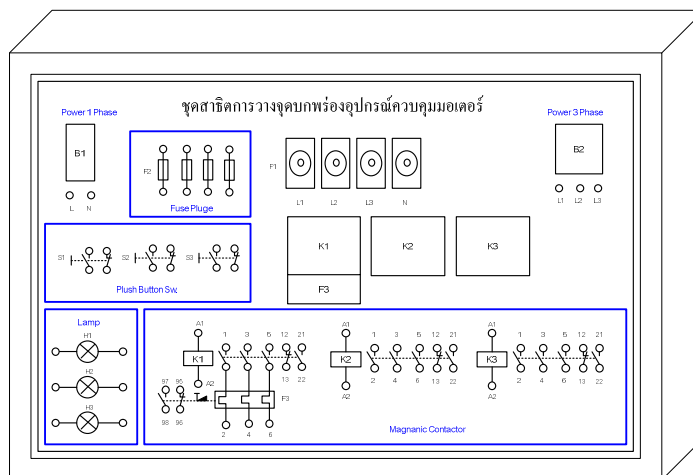 ชุดสาธิตการวางจุดบกพร่องอุปกรณ์ควบคุมมอเตอร์
Power 1 Phase
Power 3 Phase
B1
L N
F2
Fuse Pluge
F1
L1 L2 L3 N
B2
L1 L2 L3
S1 S2 S3
Plush Button Sw.
K1 K2 K3
F3
Lamp
H1
H2
H3
A1 1 3 5 12 21
K1
A2 2 4 6 13 22
97 95
98 96
F3
A1 1 3 5 12 21
K2
A2 2 4 6 13 22
A1 1 3 5 12 21
K3
A2 2 4 6 13 22
Magnanic Contactor